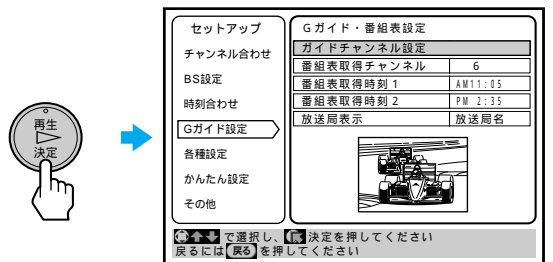 再生
決定
セットアップ
チャンネル合わせ
BS設定
時刻合わせ
Gガイド設定
各種設定
かんたん設定
その他
Gガイド・番組表設定
ガイドチャンネル設定
番組表取得チャンネル 6
番組表取得時刻1 AM11:05
番組表取得時刻2 PM 2:35
放送局表示 放送局名
で選択し、 決定を押してください
戻るには 戻る を押してください